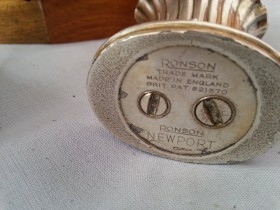 RONSON
TRADE MARK
MADE IN ENGLAND
BRIT. PAT. 621570
RONSON
NEWPORT